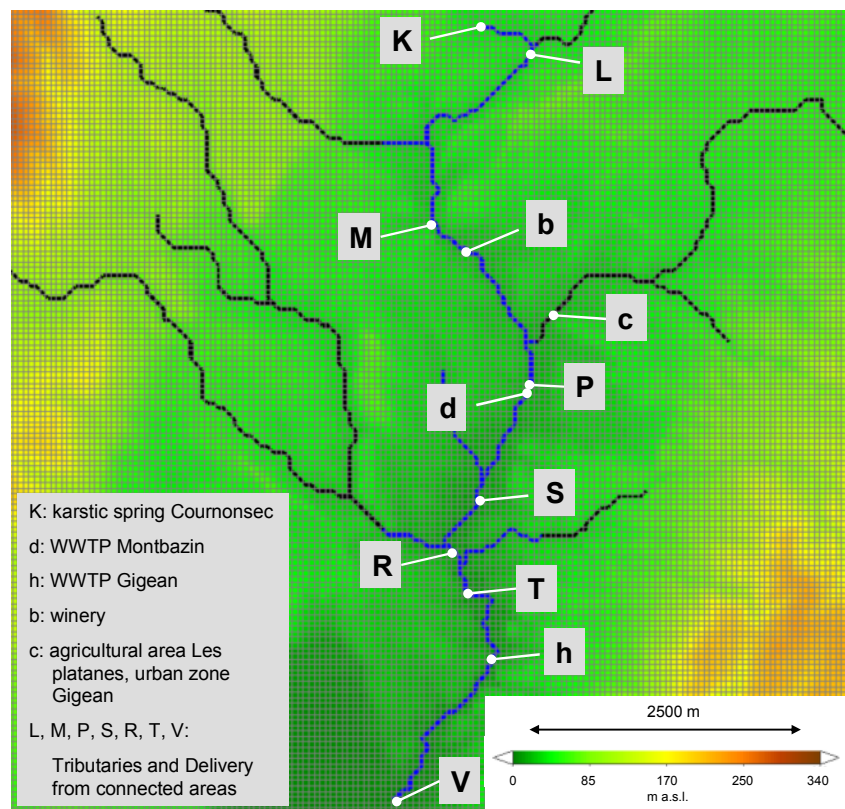 K
L
M
b
c
P
d
S
R
T
h
V
K: karstic spring Cournonsec
d: WWTP Montbazin
h: WWTP Gigean
b: winery
c: agricultural area Les
platanes, urban zone
Gigean
L, M, P, S, R, T, V:
Tributaries and Delivery
from connected areas
2500 m
0 85 170 250 340
m a.s.l.